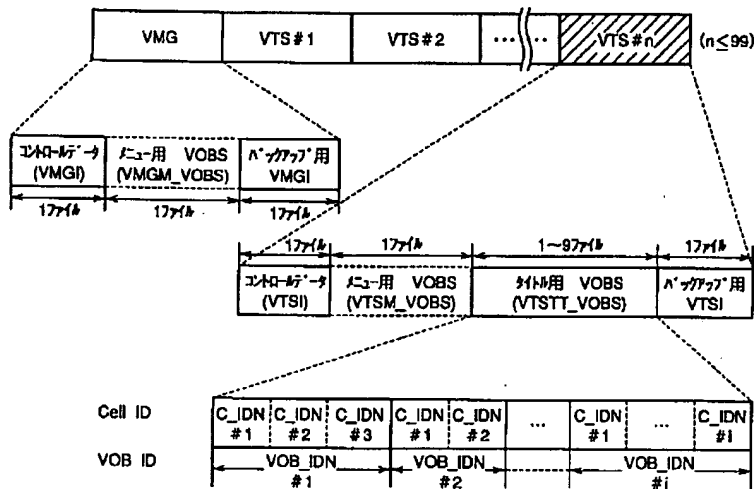 VMG VTS#1 VTS#2 ‥‥ ‥ VTS#n (n≤99)
コントロールデータ メニュー用 VOBS バックアップ用
(VMGI) (VMGM_VOBS) VMGI
1ファイル 1ファイル 1ファイル
1ファイル 1ファイル 1〜9ファイル 1ファイル
コントロールデータ メニュー用 VOBS タイトル用 VOBS バックアップ用
(VTSI) (VTSM_VOBS) (VTSTT_VOBS) VTSI
Cell ID C_IDN C_IDN C_IDN C_IDN C_IDN … C_IDN … C_IDN
#1 #2 #3 #1 #2 #1 #i
VOB ID VOB_IDN VOB_IDN VOB_IDN
#1 #2 #i